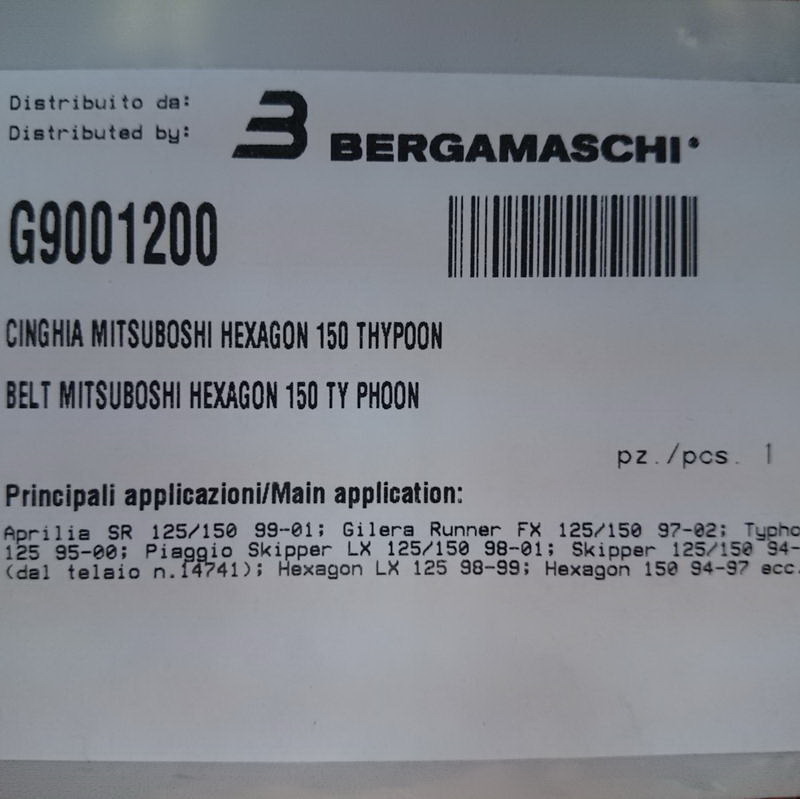 Distribuito da:
Distributed by:
BERGAMASCHI
G9001200
CINGHIA MITSUBOSHI HEXAGON 150 THYPOON
BELT MITSUBOSHI HEXAGON 150 TY PHOON
pz./pcs. 1
Principali applicazioni/Main application:
Aprilia SR 125/150 99-01; Gilera Runner FX 125/150 97-02; Typho
125 95-00; Piaggio Skipper LX 125/150 98-01; Skipper 125/150 94-
(dal telaio n.14741); Hexagon LX 125 98-99; Hexagon 150 94-97 ecc.